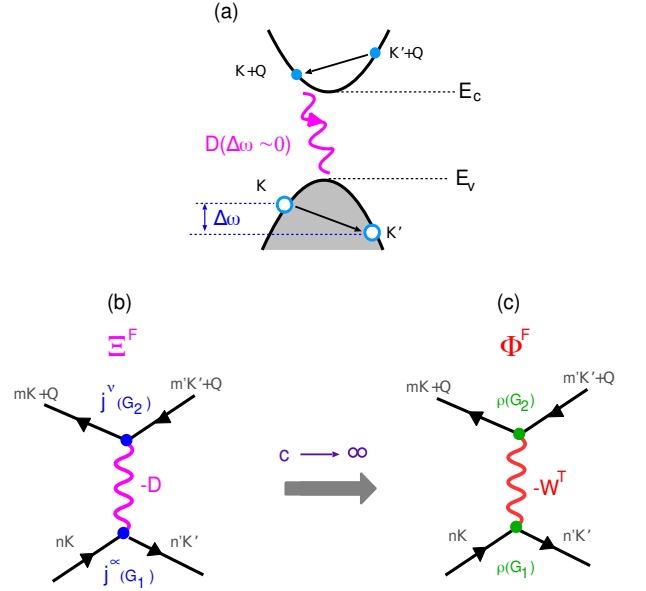 (a)
K+Q
K′+Q
E_c
D(Δω ~0)
K
E_v
Δω
K′
(b)
(c)
Ξ^F
Φ^F
mK+Q
j^ν (G_2)
m'K′+Q
mK+Q
ρ(G_2)
m'K′+Q
c ⟶ ∞
-D
-W^T
nK
n'K′
nK
n'K′
j^∝ (G_1)
ρ(G_1)